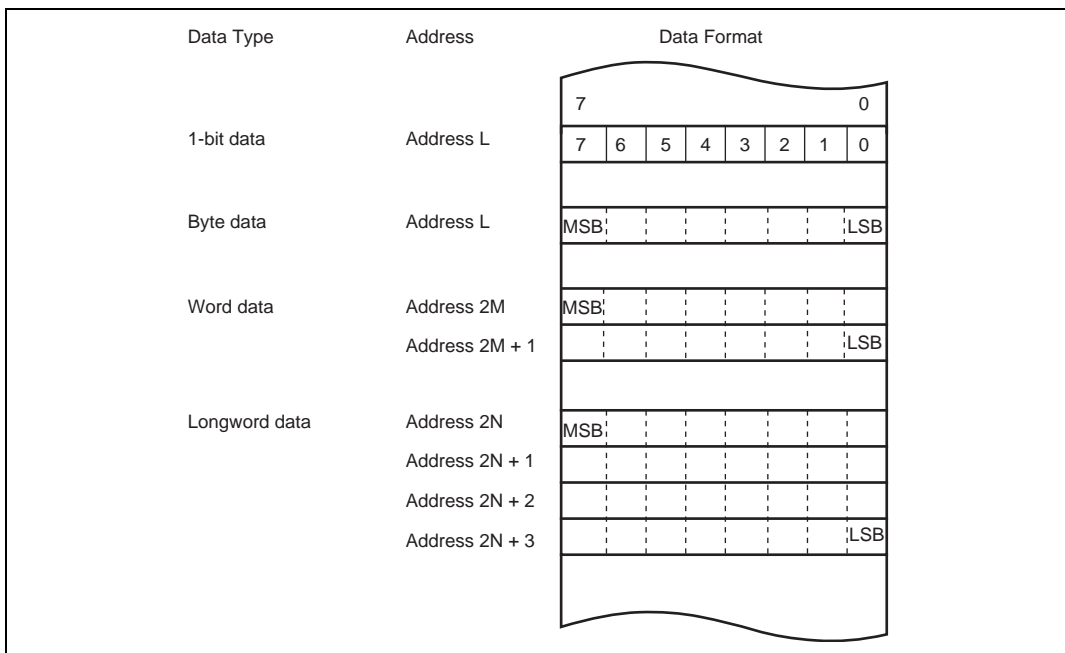 Data Type Address Data Format
7 0
1-bit data Address L 7 6 5 4 3 2 1 0
Byte data Address L MSB LSB
Word data Address 2M MSB
Address 2M + 1 LSB
Longword data Address 2N MSB
Address 2N + 1
Address 2N + 2
Address 2N + 3 LSB